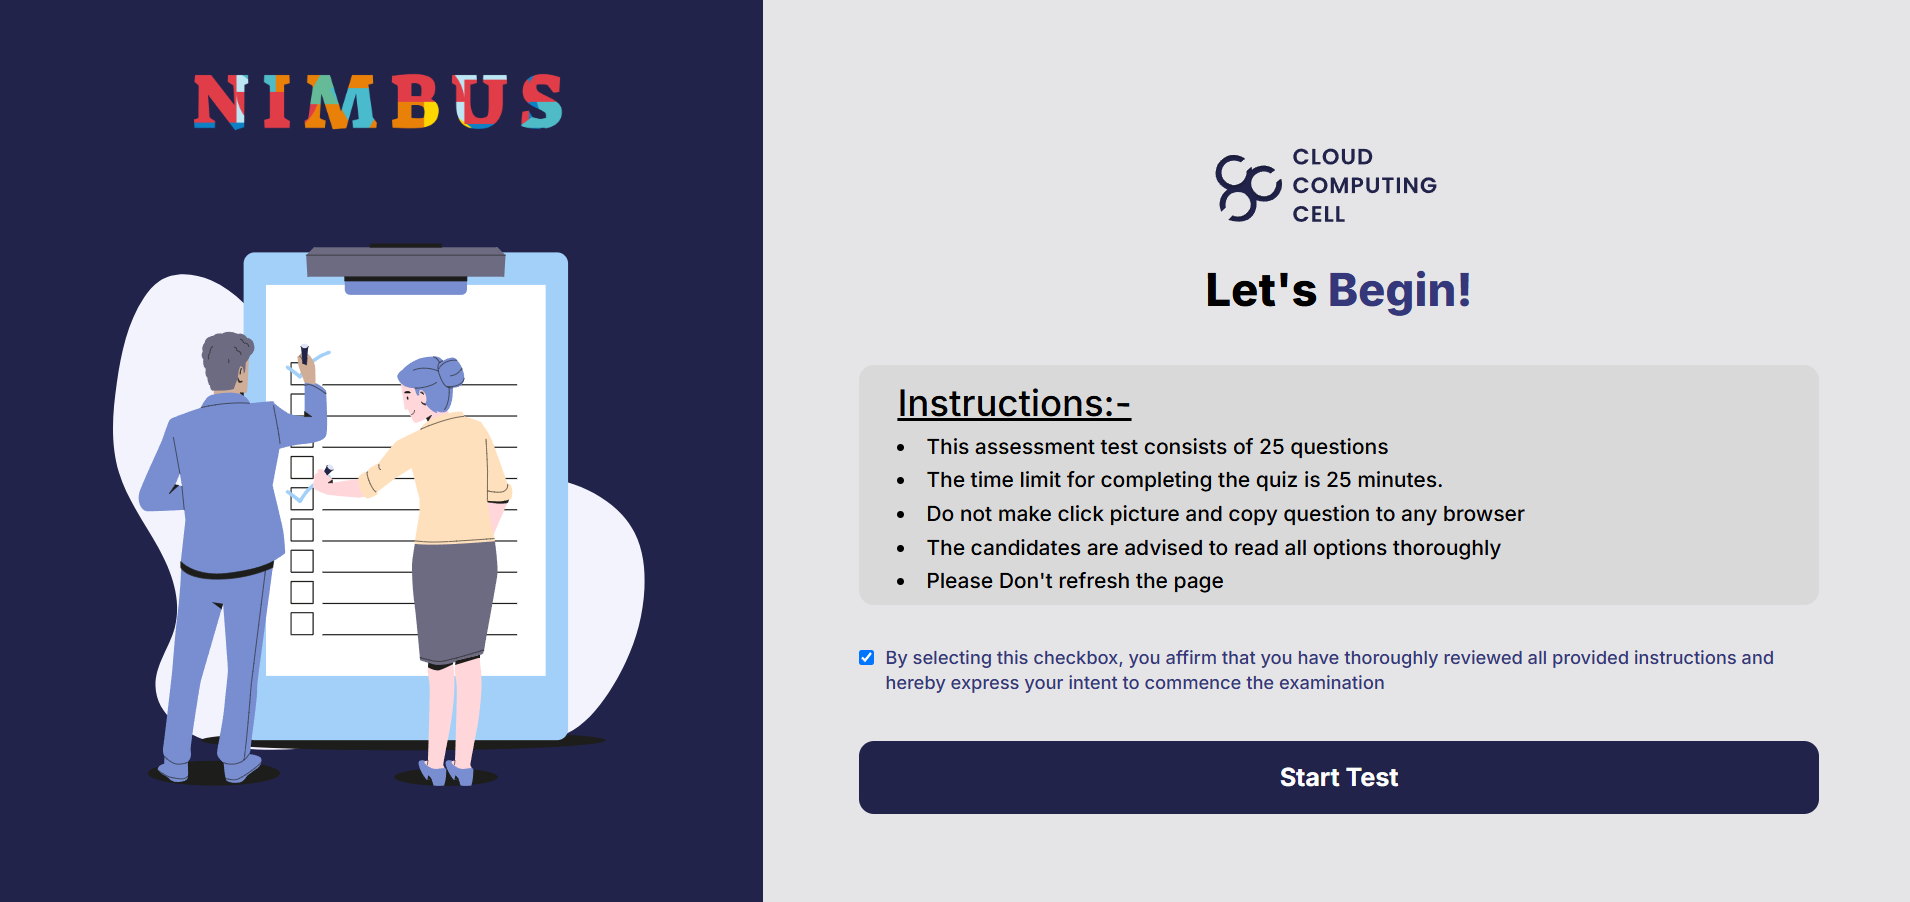 NIMBUS
CLOUD
COMPUTING
CELL
Let's Begin!
Instructions:-
• This assessment test consists of 25 questions
• The time limit for completing the quiz is 25 minutes.
• Do not make click picture and copy question to any browser
• The candidates are advised to read all options thoroughly
• Please Don't refresh the page
By selecting this checkbox, you affirm that you have thoroughly reviewed all provided instructions and
hereby express your intent to commence the examination
Start Test